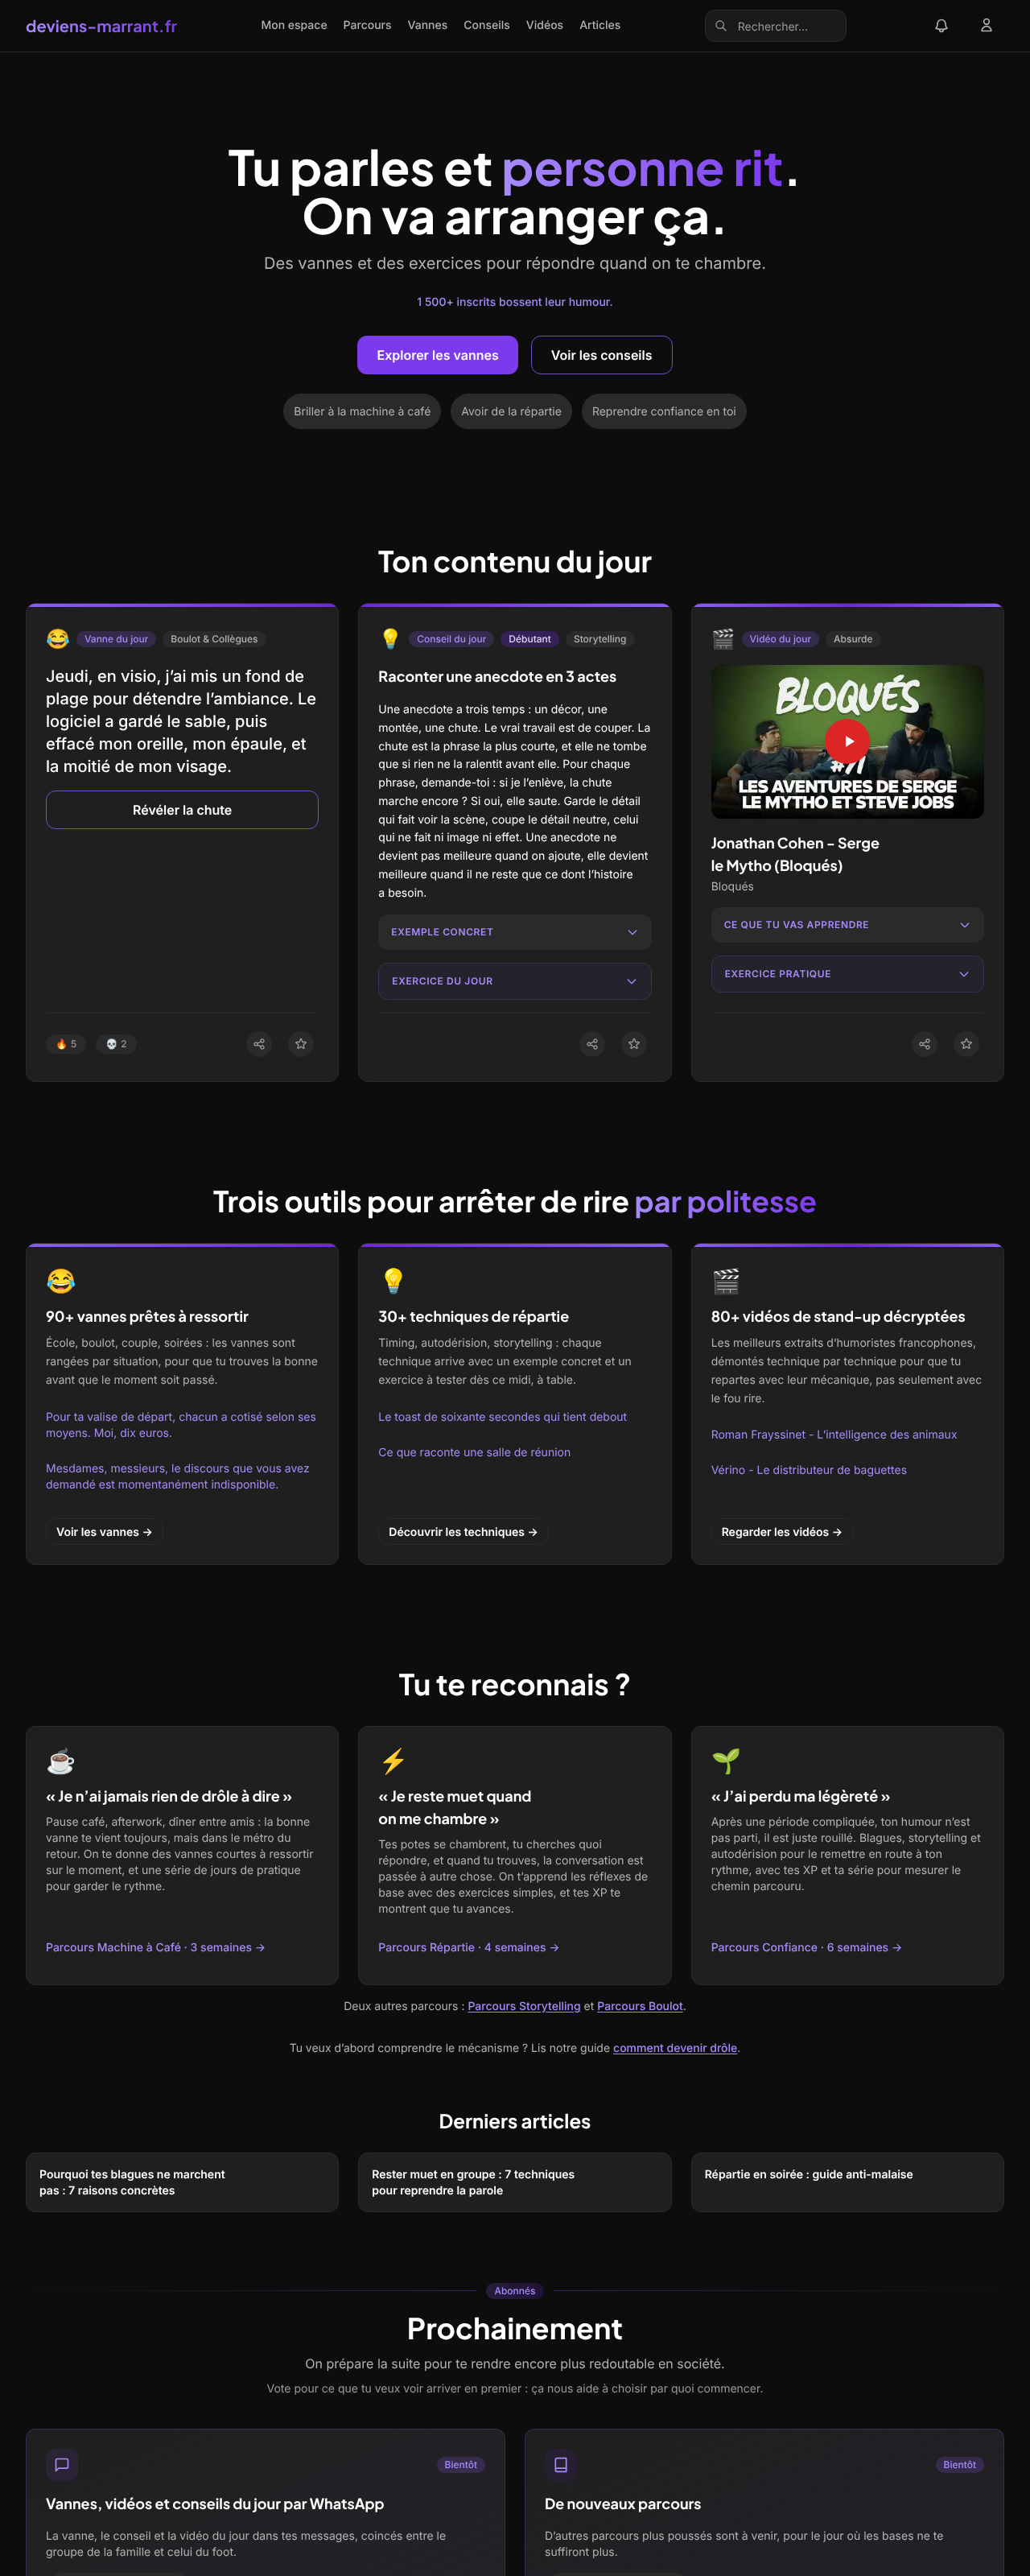 deviens-marrant.fr
Mon espace Parcours Vannes Conseils Vidéos Articles
Rechercher...
Tu parles et personne rit.
On va arranger ça.
Des vannes et des exercices pour répondre quand on te chambre.
1 500+ inscrits bossent leur humour.
Explorer les vannes
Voir les conseils
Briller à la machine à café
Avoir de la répartie
Reprendre confiance en toi
Ton contenu du jour
Vanne du jour
Boulot & Collègues
Jeudi, en visio, j'ai mis un fond de
plage pour détendre l'ambiance. Le
logiciel a gardé le sable, puis
effacé mon oreille, mon épaule, et
la moitié de mon visage.
Révéler la chute
🔥 5
💀 2
Conseil du jour
Débutant
Storytelling
Raconter une anecdote en 3 actes
Une anecdote a trois temps : un décor, une
montée, une chute. Le vrai travail est de couper. La
chute est la phrase la plus courte, et elle ne tombe
que si rien ne la ralentit avant elle. Pour chaque
phrase, demande-toi : si je l'enlève, la chute
marche encore ? Si oui, elle saute. Garde le détail
qui fait voir la scène, coupe le détail neutre, celui
qui ne fait ni image ni effet. Une anecdote ne
devient pas meilleure quand on ajoute, elle devient
meilleure quand il ne reste que ce dont l'histoire
a besoin.
EXEMPLE CONCRET
EXERCICE DU JOUR
Vidéo du jour
Absurde
BLOQUÉS
#71
LES AVENTURES DE SERGE
LE MYTHO ET STEVE JOBS
Jonathan Cohen - Serge
le Mytho (Bloqués)
Bloqués
CE QUE TU VAS APPRENDRE
EXERCICE PRATIQUE
Trois outils pour arrêter de rire par politesse
90+ vannes prêtes à ressortir
École, boulot, couple, soirées : les vannes sont
rangées par situation, pour que tu trouves la bonne
avant que le moment soit passé.
Pour ta valise de départ, chacun a cotisé selon ses
moyens. Moi, dix euros.
Mesdames, messieurs, le discours que vous avez
demandé est momentanément indisponible.
Voir les vannes →
30+ techniques de répartie
Timing, autodérision, storytelling : chaque
technique arrive avec un exemple concret et un
exercice à tester dès ce midi, à table.
Le toast de soixante secondes qui tient debout
Ce que raconte une salle de réunion
Découvrir les techniques →
80+ vidéos de stand-up décryptées
Les meilleurs extraits d'humoristes francophones,
démontés technique par technique pour que tu
repartes avec leur mécanique, pas seulement avec
le fou rire.
Roman Frayssinet - L'intelligence des animaux
Vérino - Le distributeur de baguettes
Regarder les vidéos →
Tu te reconnais ?
« Je n'ai jamais rien de drôle à dire »
Pause café, afterwork, dîner entre amis : la bonne
vanne te vient toujours, mais dans le métro du
retour. On te donne des vannes courtes à ressortir
sur le moment, et une série de jours de pratique
pour garder le rythme.
Parcours Machine à Café · 3 semaines →
« Je reste muet quand
on me chambre »
Tes potes se chambrent, tu cherches quoi
répondre, et quand tu trouves, la conversation est
passée à autre chose. On t'apprend les réflexes de
base avec des exercices simples, et tes XP te
montrent que tu avances.
Parcours Répartie · 4 semaines →
« J'ai perdu ma légèreté »
Après une période compliquée, ton humour n'est
pas parti, il est juste rouillé. Blagues, storytelling et
autodérision pour le remettre en route à ton
rythme, avec tes XP et ta série pour mesurer le
chemin parcouru.
Parcours Confiance · 6 semaines →
Deux autres parcours : Parcours Storytelling et Parcours Boulot.
Tu veux d'abord comprendre le mécanisme ? Lis notre guide comment devenir drôle.
Derniers articles
Pourquoi tes blagues ne marchent
pas : 7 raisons concrètes
Rester muet en groupe : 7 techniques
pour reprendre la parole
Répartie en soirée : guide anti-malaise
Abonnés
Prochainement
On prépare la suite pour te rendre encore plus redoutable en société.
Vote pour ce que tu veux voir arriver en premier : ça nous aide à choisir par quoi commencer.
Bientôt
Vannes, vidéos et conseils du jour par WhatsApp
La vanne, le conseil et la vidéo du jour dans tes messages, coincés entre le
groupe de la famille et celui du foot.
Bientôt
De nouveaux parcours
D'autres parcours plus poussés sont à venir, pour le jour où les bases ne te
suffiront plus.